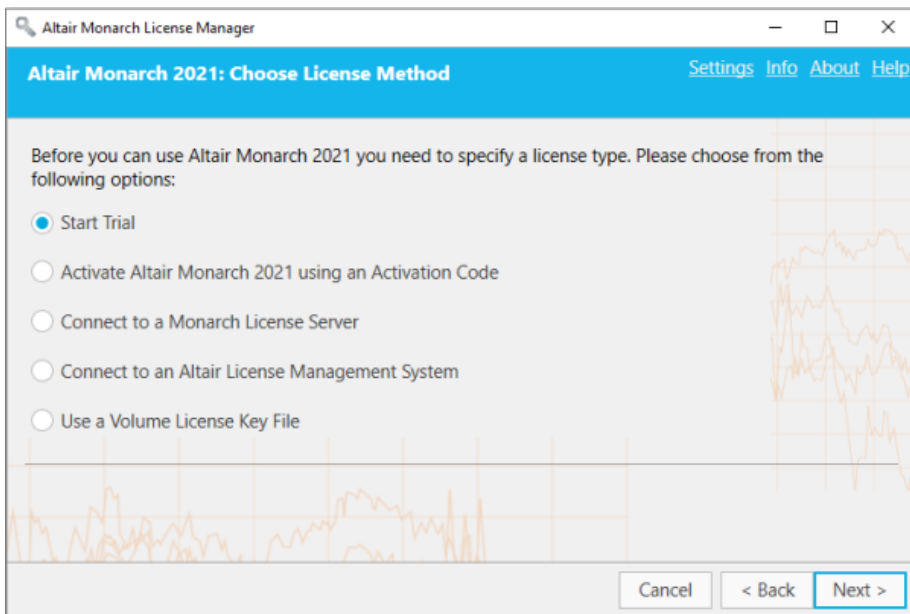 Altair Monarch License Manager
Altair Monarch 2021: Choose License Method
Settings Info About Help
Before you can use Altair Monarch 2021 you need to specify a license type. Please choose from the
following options:
Start Trial
Activate Altair Monarch 2021 using an Activation Code
Connect to a Monarch License Server
Connect to an Altair License Management System
Use a Volume License Key File
Cancel < Back Next >